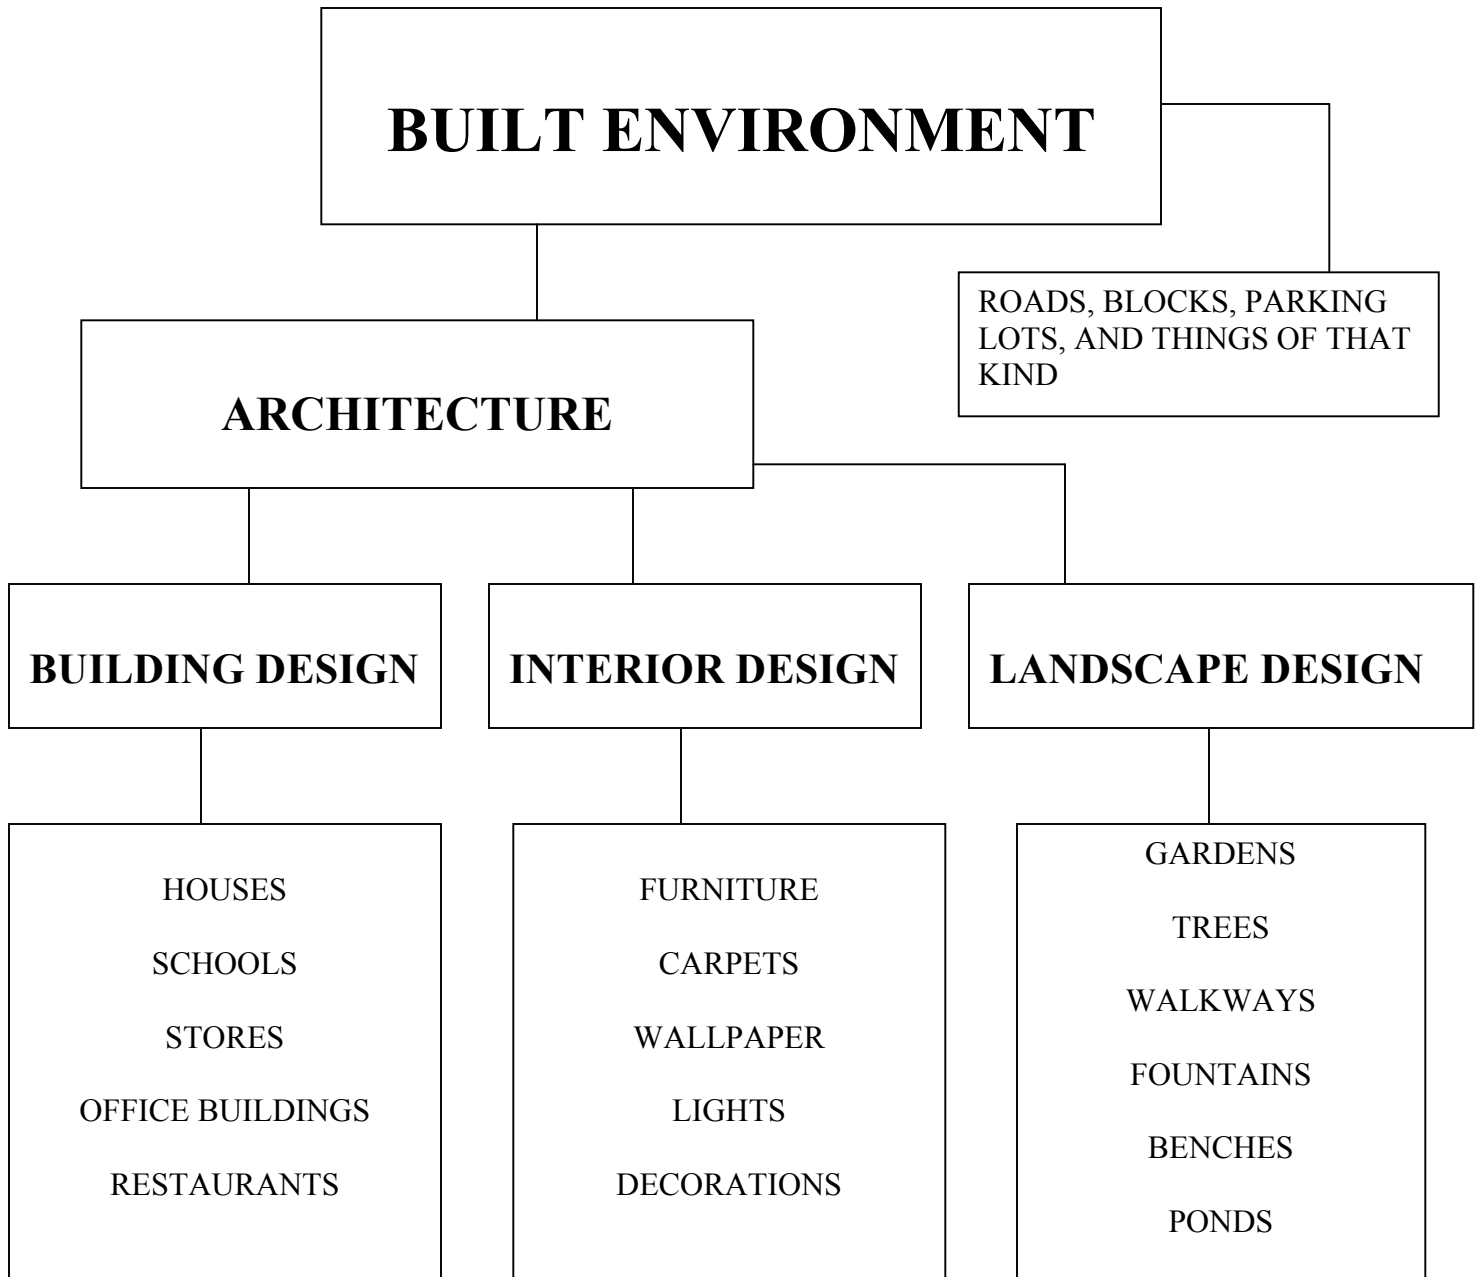 BUILT ENVIRONMENT
ROADS, BLOCKS, PARKING
LOTS, AND THINGS OF THAT
KIND
ARCHITECTURE
BUILDING DESIGN
INTERIOR DESIGN
LANDSCAPE DESIGN
HOUSES
SCHOOLS
STORES
OFFICE BUILDINGS
RESTAURANTS
FURNITURE
CARPETS
WALLPAPER
LIGHTS
DECORATIONS
GARDENS
TREES
WALKWAYS
FOUNTAINS
BENCHES
PONDS